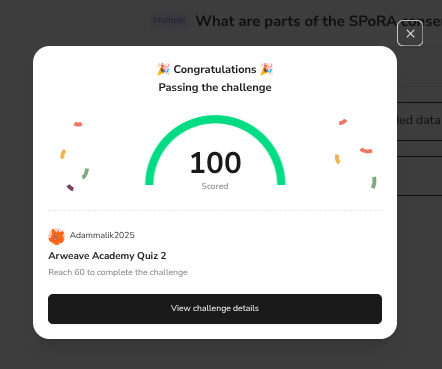 Multiple What are parts of the SPoRA conse
🎉 Congratulations 🎉
Passing the challenge
ed data
100
Scored
Adammalik2025
Arweave Academy Quiz 2
Reach 60 to complete the challenge
View challenge details